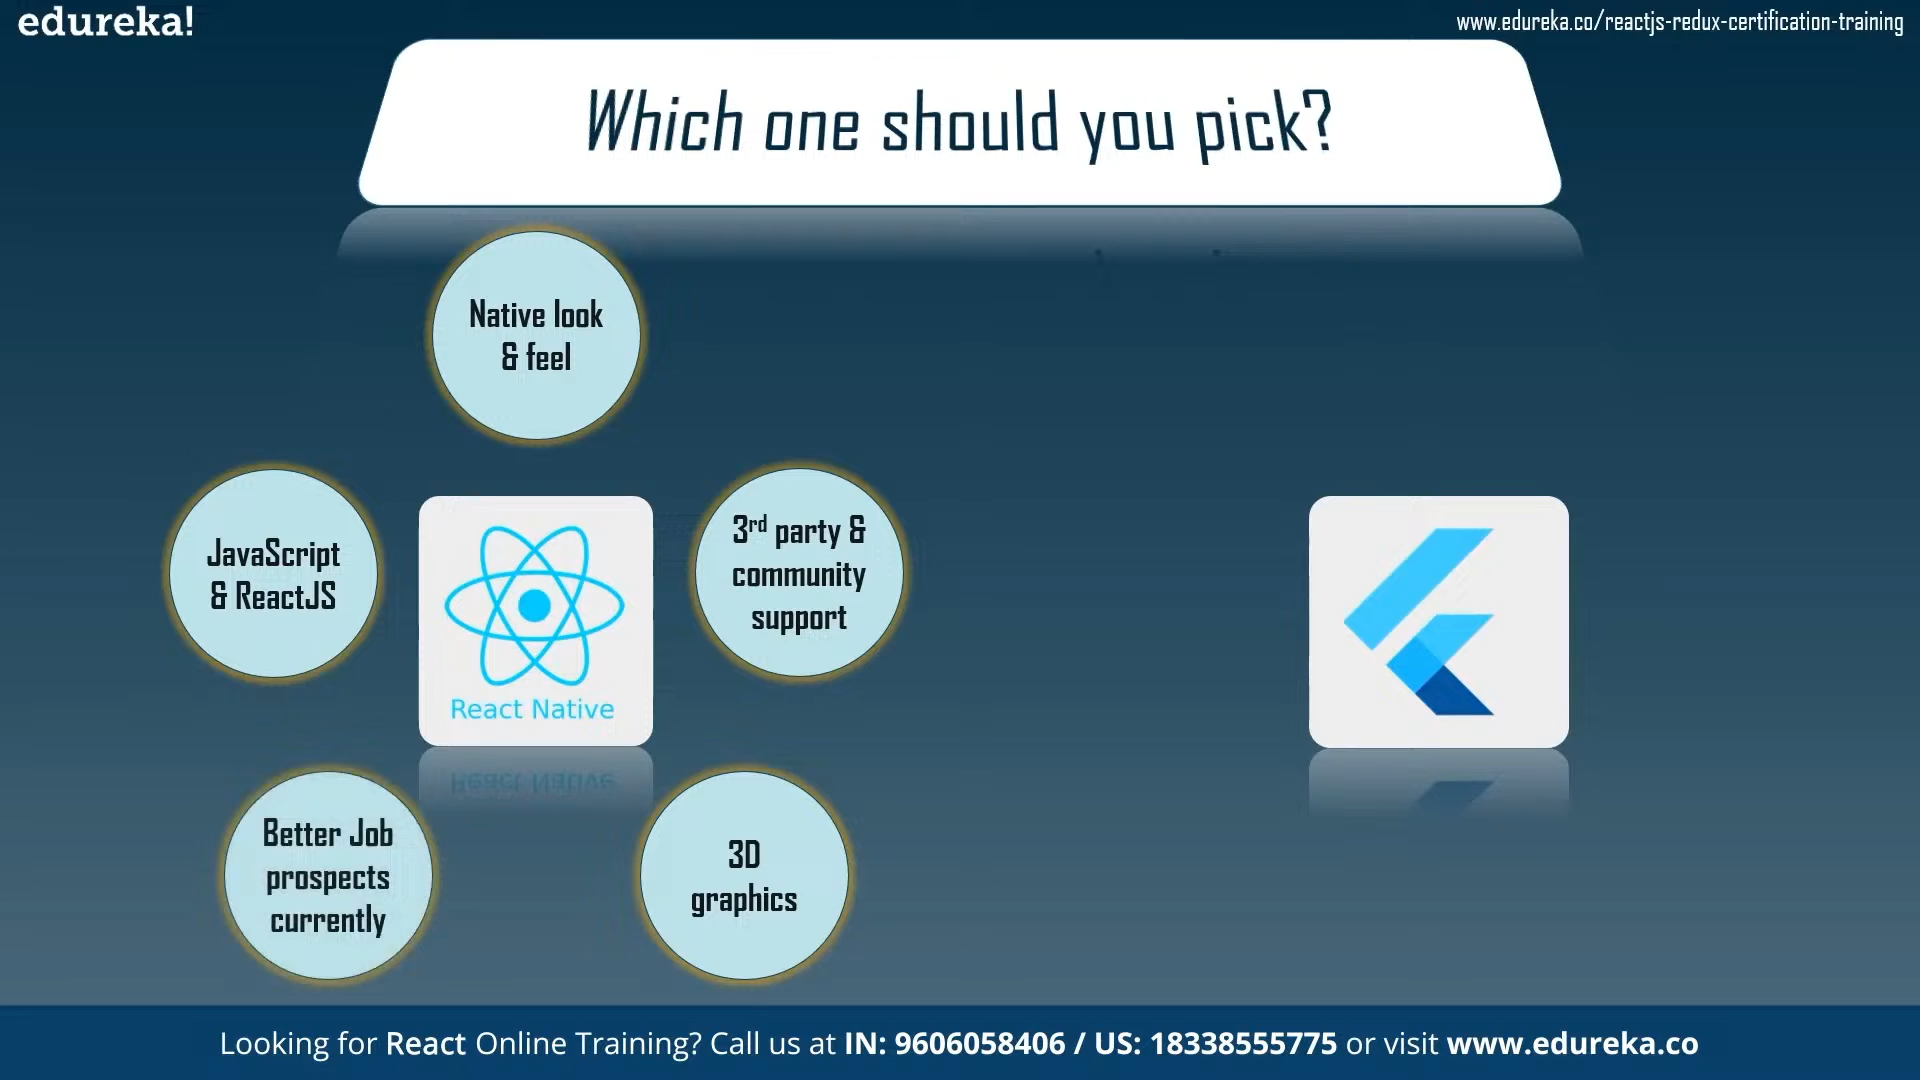 edureka!
www.edureka.co/reactjs-redux-certification-training
Which one should you pick?
Native look
& feel
JavaScript
& ReactJS
React Native
3rd party &
community
support
Better Job
prospects
currently
3D
graphics
Looking for React Online Training? Call us at IN: 9606058406 / US: 18338555775 or visit www.edureka.co